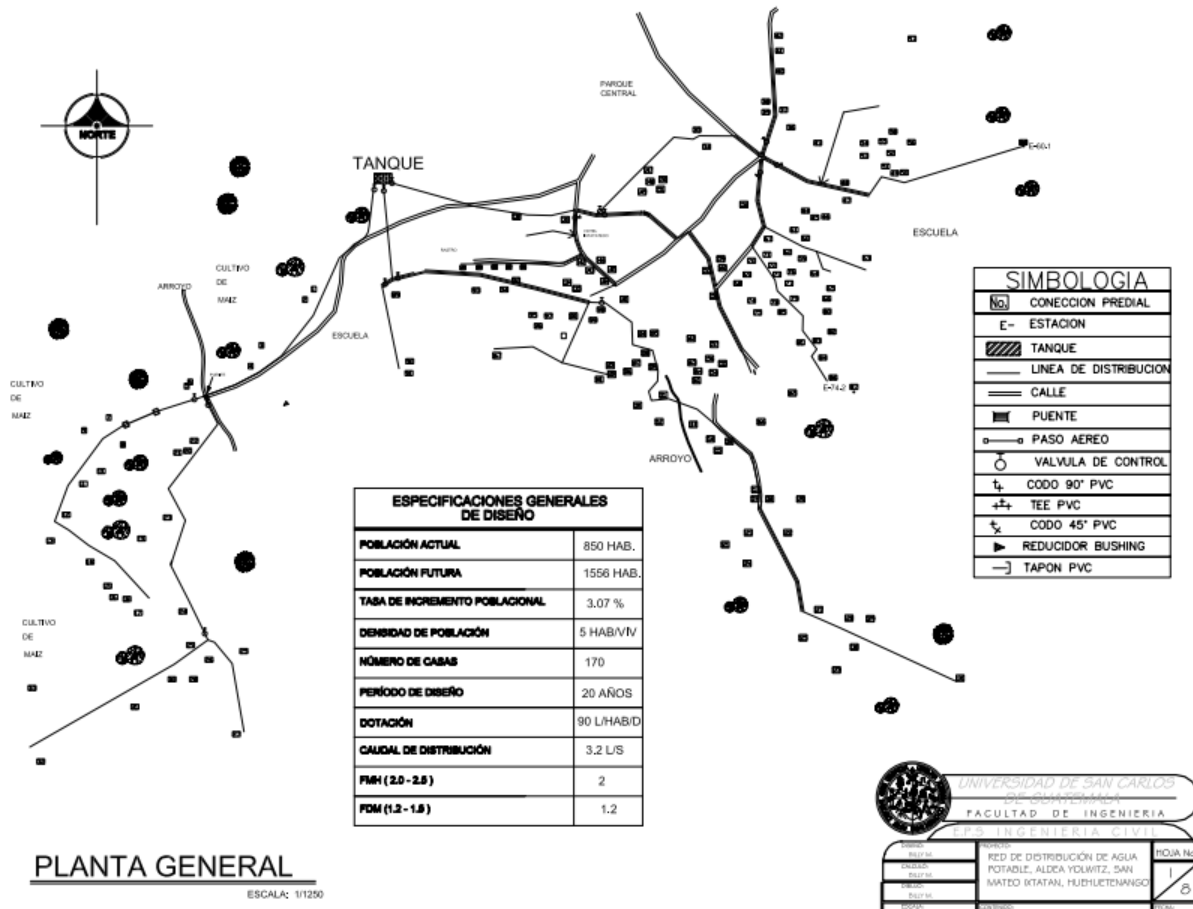 PARQUE
CENTRAL
NORTE
TANQUE
E-60.1
ESCUELA
CULTIVO
DE
MAIZ
ARROYO
ESCUELA
CULTIVO
DE
MAIZ
E-74.2
ARROYO
CULTIVO
DE
MAIZ
SIMBOLOGIA
No. CONECCION PREDIAL
E- ESTACION
TANQUE
LINEA DE DISTRIBUCION
CALLE
PUENTE
PASO AEREO
VALVULA DE CONTROL
CODO 90° PVC
TEE PVC
CODO 45° PVC
REDUCIDOR BUSHING
TAPON PVC
ESPECIFICACIONES GENERALES
DE DISEÑO
POBLACIÓN ACTUAL 850 HAB.
POBLACIÓN FUTURA 1556 HAB.
TASA DE INCREMENTO POBLACIONAL 3.07 %
DENSIDAD DE POBLACIÓN 5 HAB/VIV
NÚMERO DE CASAS 170
PERÍODO DE DISEÑO 20 AÑOS
DOTACIÓN 90 L/HAB/D
CAUDAL DE DISTRIBUCIÓN 3.2 L/S
FMH ( 2.0 - 2.5 ) 2
FDM (1.2 - 1.5 ) 1.2
PLANTA GENERAL
ESCALA: 1/1250
UNIVERSIDAD DE SAN CARLOS
DE GUATEMALA
FACULTAD DE INGENIERIA
E.P.S INGENIERIA CIVIL
PROYECTO:
RED DE DISTRIBUCIÓN DE AGUA
POTABLE, ALDEA YOLWITZ, SAN
MATEO IXTATAN, HUEHUETENANGO
BILLY M.
BILLY M.
BILLY M.
HOJA No.
1
8